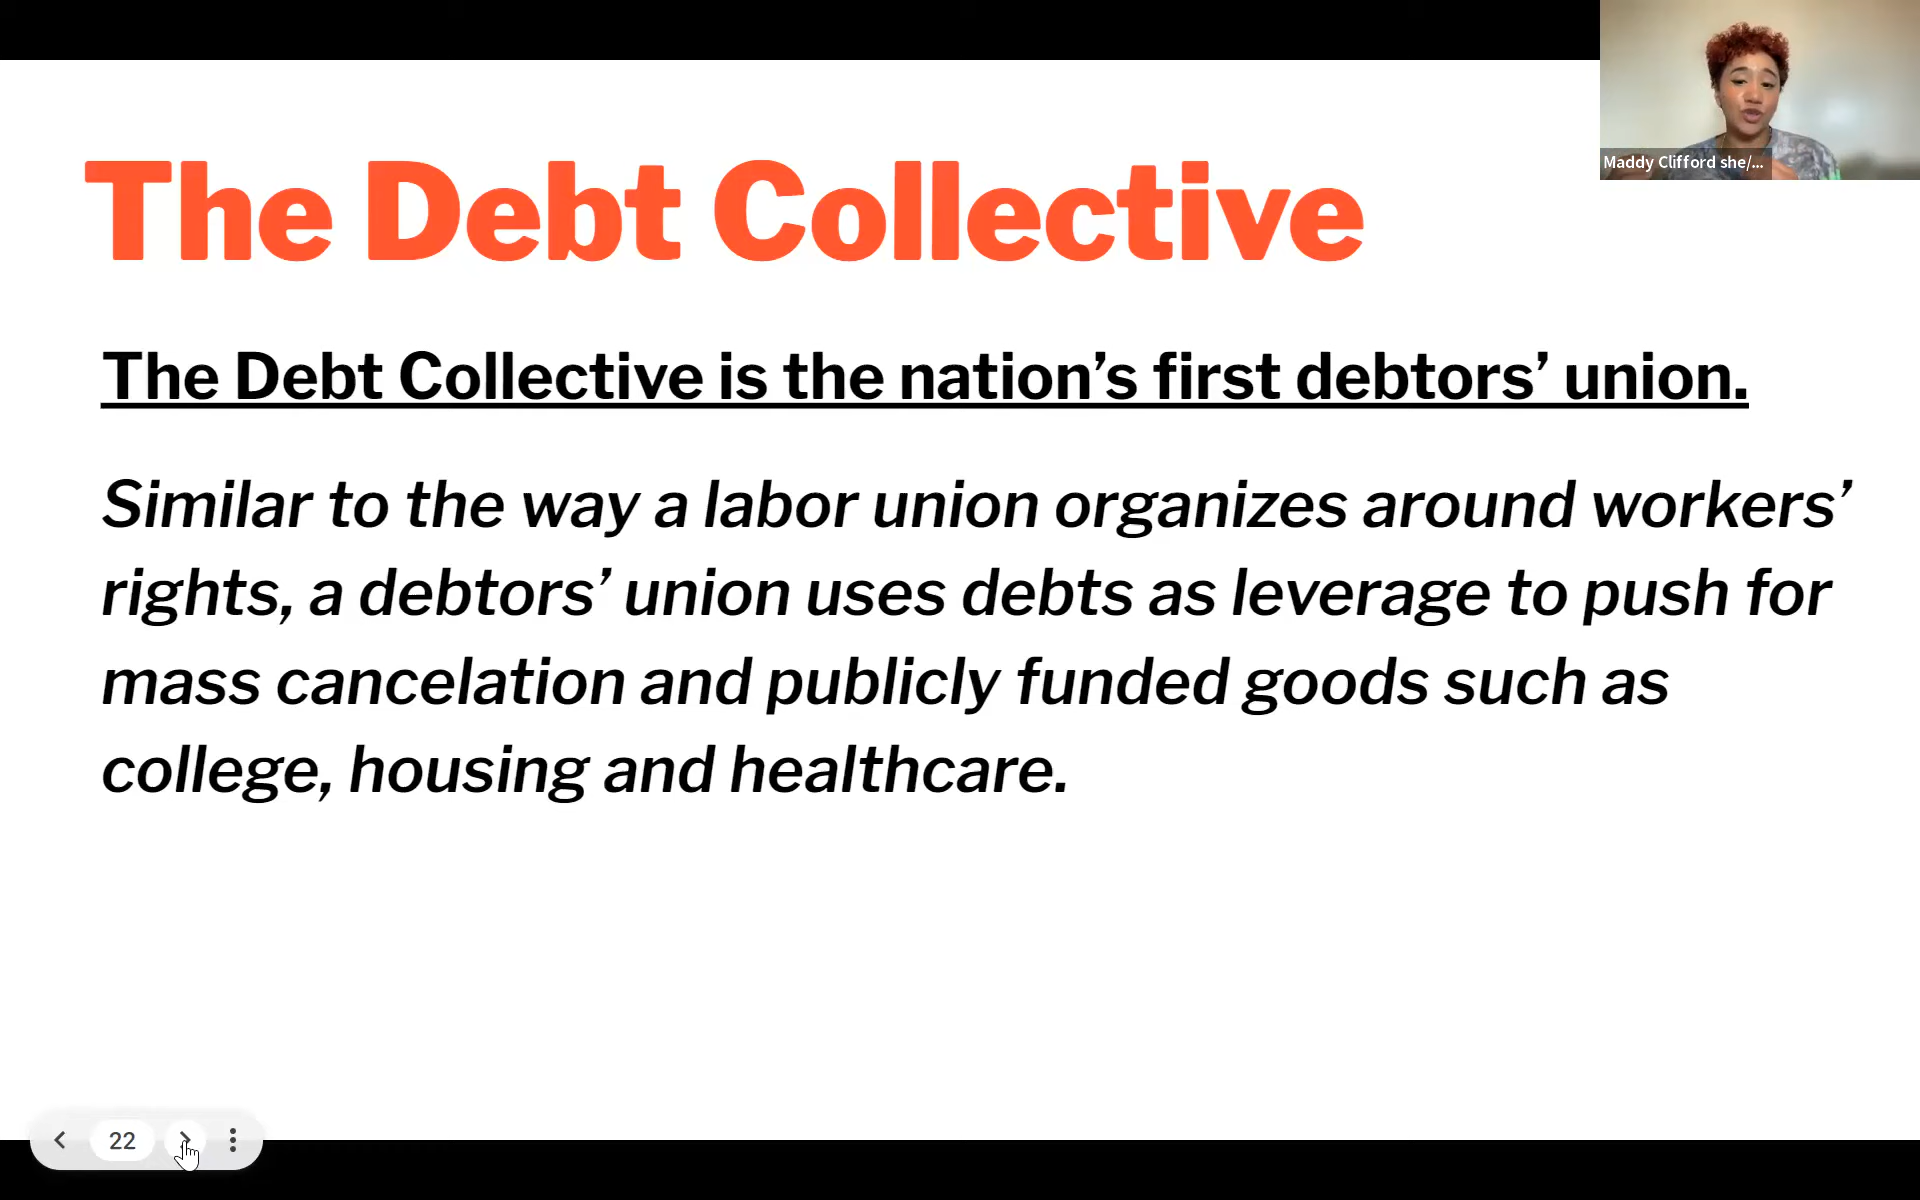 The Debt Collective
Maddy Clifford she/...
The Debt Collective is the nation’s first debtors’ union.
Similar to the way a labor union organizes around workers’
rights, a debtors’ union uses debts as leverage to push for
mass cancelation and publicly funded goods such as
college, housing and healthcare.
22